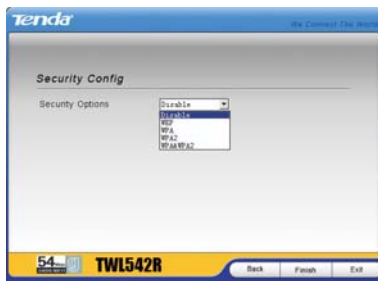 Tenda
We Connect The World
Security Config
Security Options
Disable
Disable
WEP
WPA
WPA2
WPA&WPA2
54
TWL542R
Back
Finish
Exit